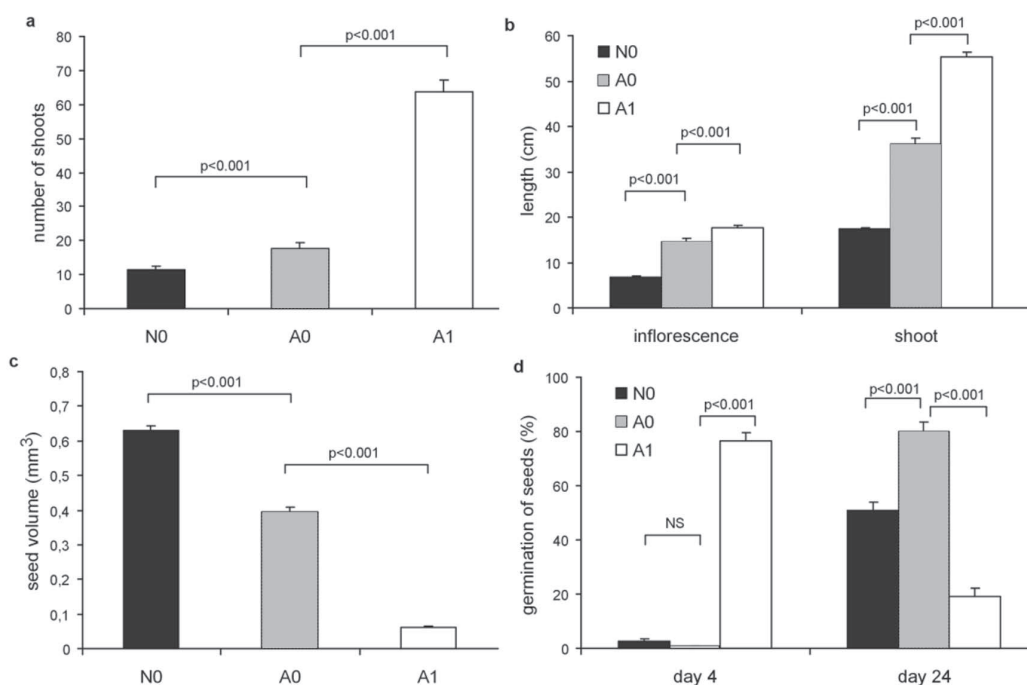 a
number of shoots
80
70
60
50
40
30
20
10
0
p<0.001
p<0.001
N0 A0 A1
b
length (cm)
60
50
40
30
20
10
0
N0
A0
A1
p<0.001
p<0.001
p<0.001
p<0.001
inflorescence shoot
c
seed volume (mm³)
0,8
0,7
0,6
0,5
0,4
0,3
0,2
0,1
0
p<0.001
p<0.001
N0 A0 A1
d
germination of seeds (%)
100
80
60
40
20
0
N0
A0
A1
NS
p<0.001
p<0.001
p<0.001
day 4 day 24